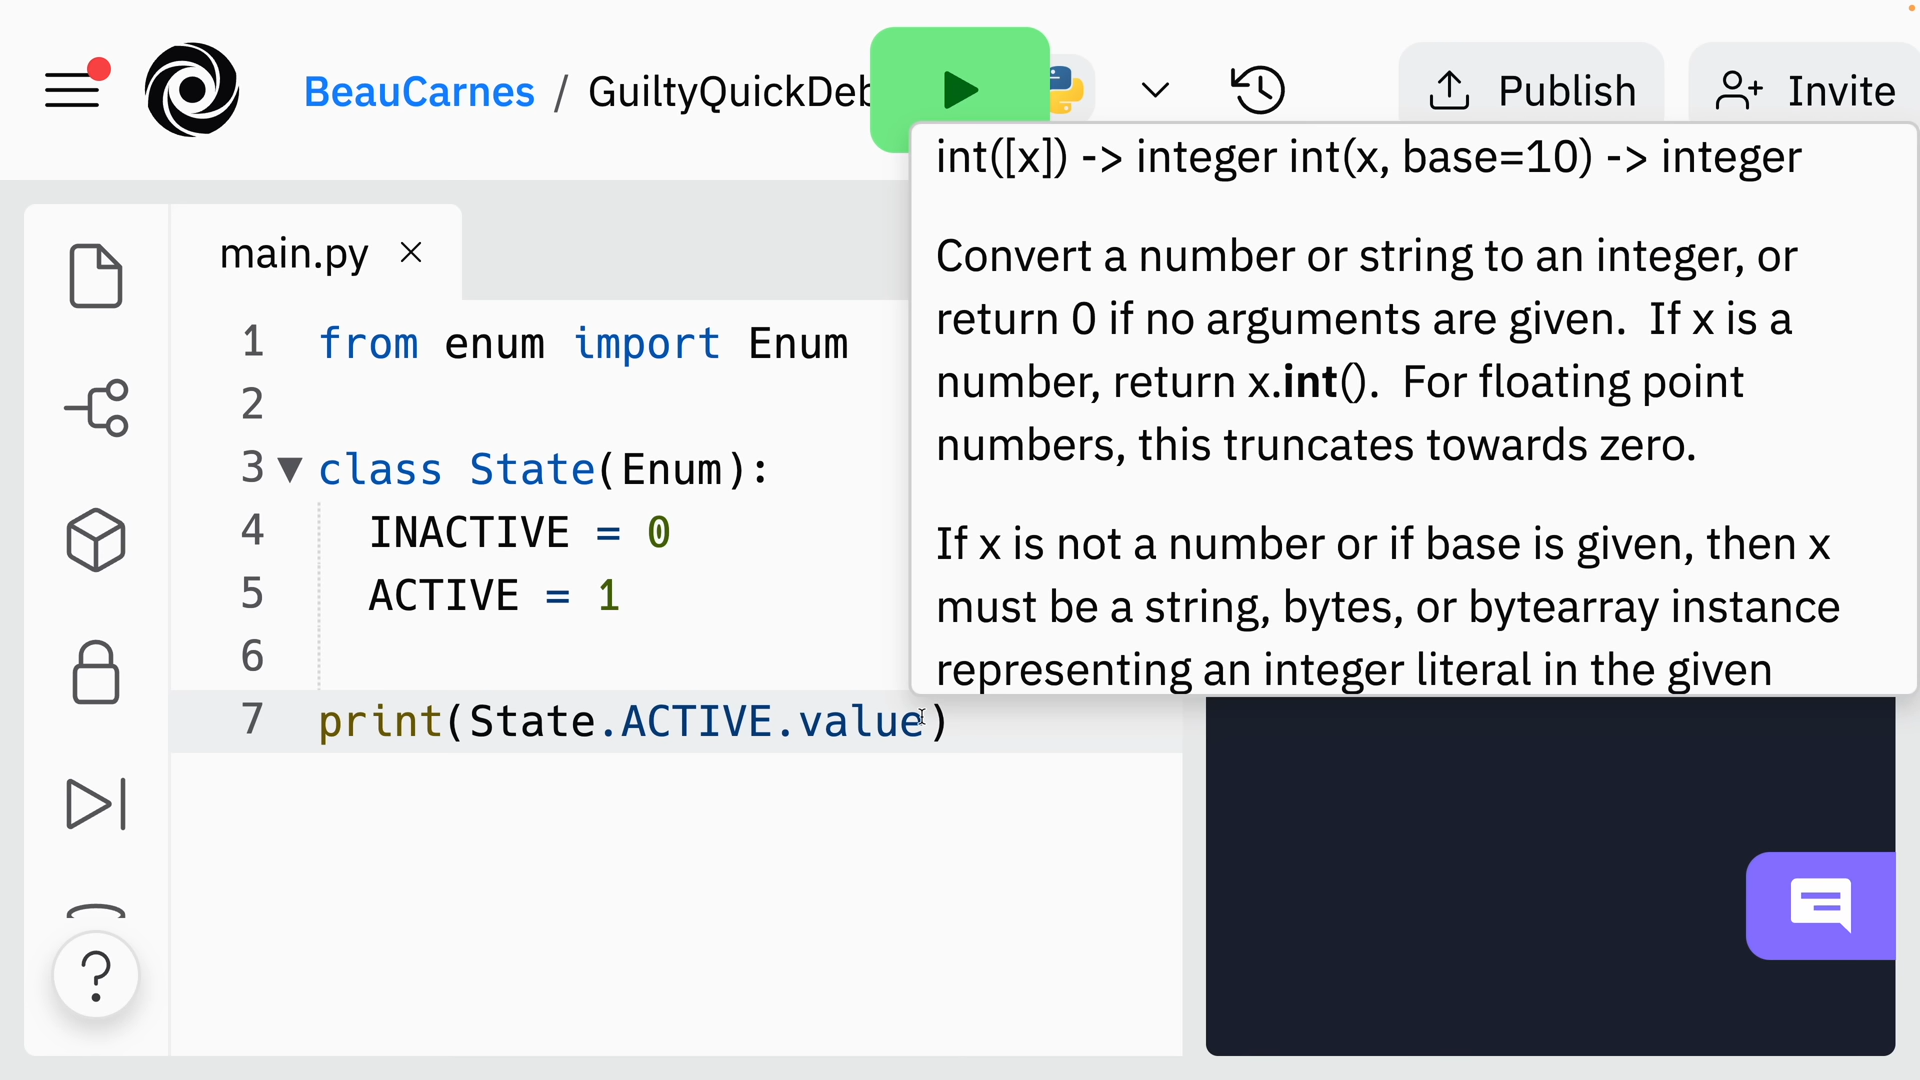 BeauCarnes / GuiltyQuickDeb
Publish
Invite
int([x]) -> integer int(x, base=10) -> integer
Convert a number or string to an integer, or
return 0 if no arguments are given. If x is a
number, return x.int(). For floating point
numbers, this truncates towards zero.
If x is not a number or if base is given, then x
must be a string, bytes, or bytearray instance
representing an integer literal in the given
main.py
1 from enum import Enum
2
3 class State(Enum):
4 INACTIVE = 0
5 ACTIVE = 1
6
7 print(State.ACTIVE.value)
?